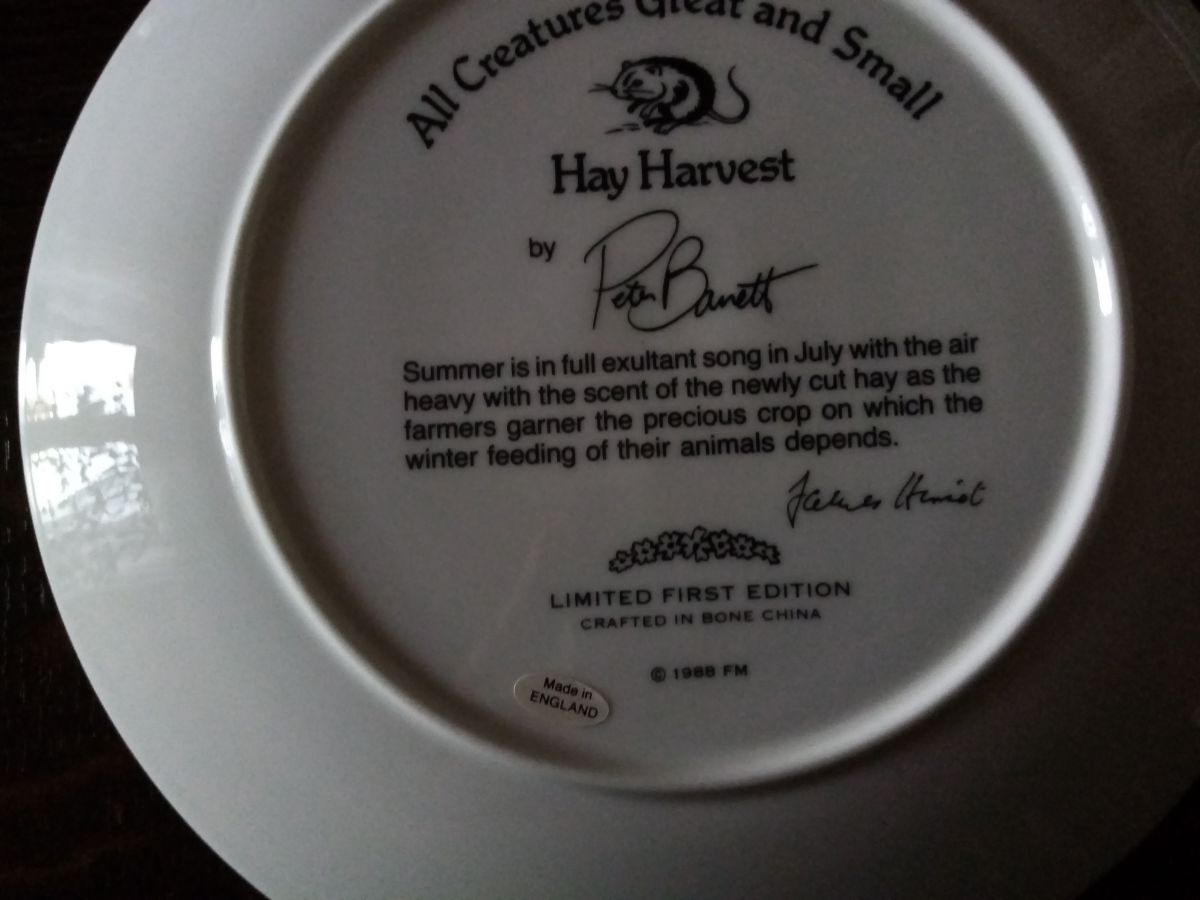 All Creatures Great and Small
Hay Harvest
by Peter Barrett
Summer is in full exultant song in July with the air
heavy with the scent of the newly cut hay as the
farmers garner the precious crop on which the
winter feeding of their animals depends.
James Herriot
LIMITED FIRST EDITION
CRAFTED IN BONE CHINA
© 1988 FM
Made in
ENGLAND